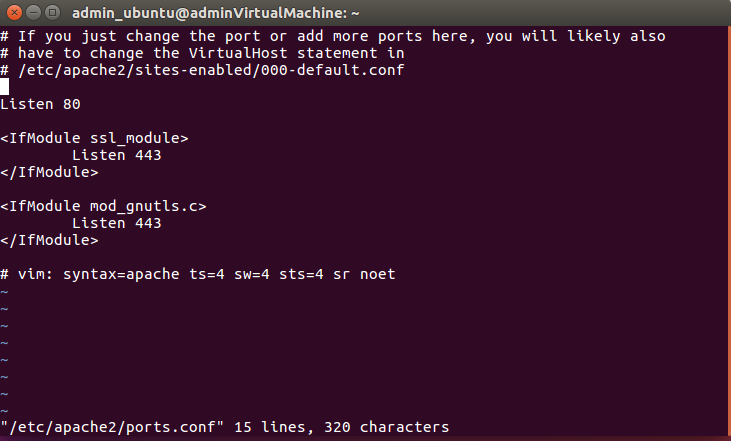 admin_ubuntu@adminVirtualMachine: ~
# If you just change the port or add more ports here, you will likely also
# have to change the VirtualHost statement in
# /etc/apache2/sites-enabled/000-default.conf

Listen 80

<IfModule ssl_module>
        Listen 443
</IfModule>

<IfModule mod_gnutls.c>
        Listen 443
</IfModule>

# vim: syntax=apache ts=4 sw=4 sts=4 sr noet
~
~
~
~
~
~
~
~
"/etc/apache2/ports.conf" 15 lines, 320 characters